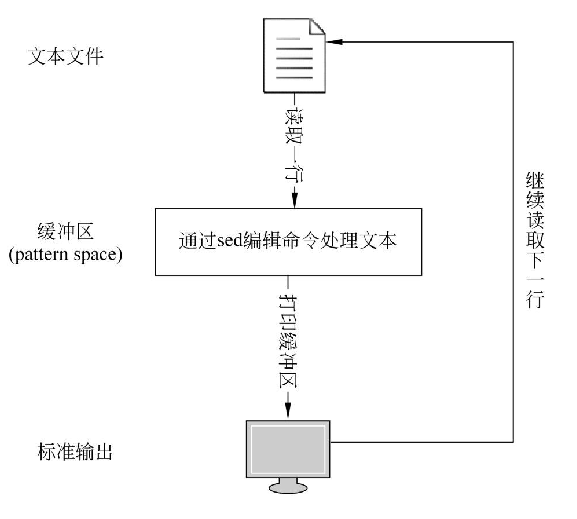 文本文件
读取一行
缓冲区
(pattern space)
通过sed编辑命令处理文本
继续读取下一行
打印缓冲区
标准输出